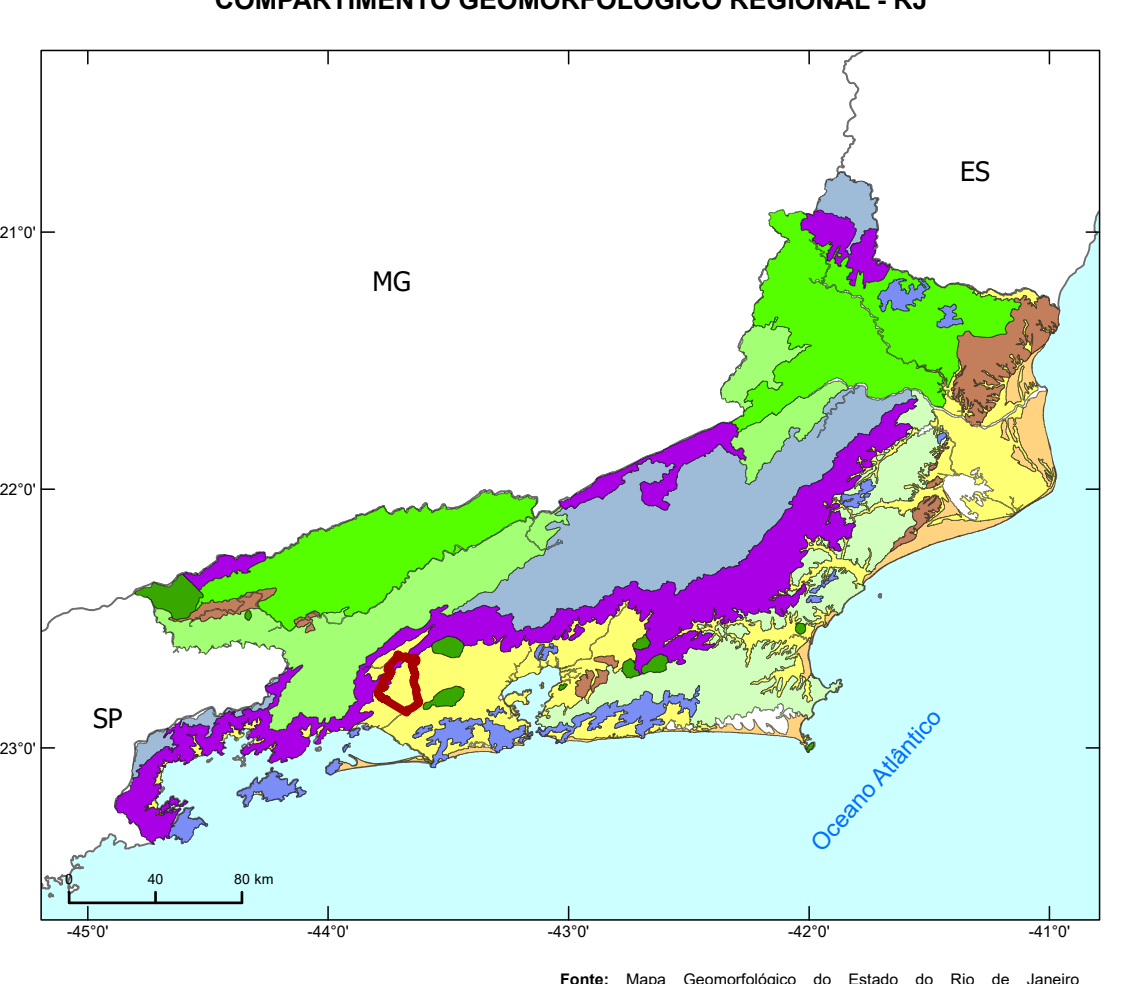 COMPARTIMENTO GEOMORFOLÓGICO REGIONAL - RJ
ES
21°0'
MG
22°0'
SP
23°0'
Oceano Atlântico
0 40 80 km
-45°0' -44°0' -43°0' -42°0' -41°0'
Fonte: Mapa Geomorfológico do Estado do Rio de Janeiro